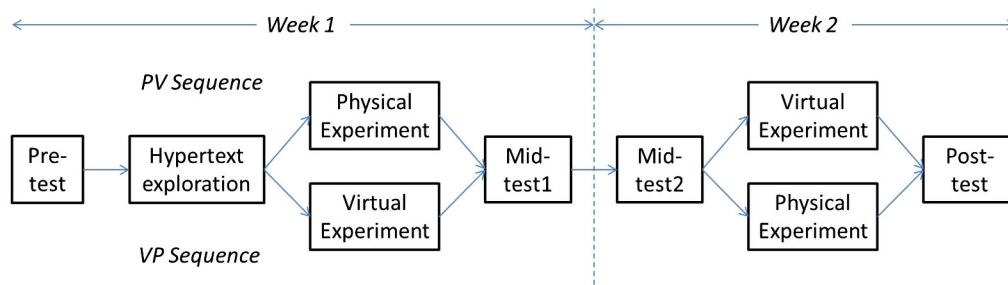 Week 1
Week 2
PV Sequence
Pre-
test
Hypertext
exploration
Physical
Experiment
Virtual
Experiment
Mid-
test1
Mid-
test2
Virtual
Experiment
Physical
Experiment
Post-
test
VP Sequence